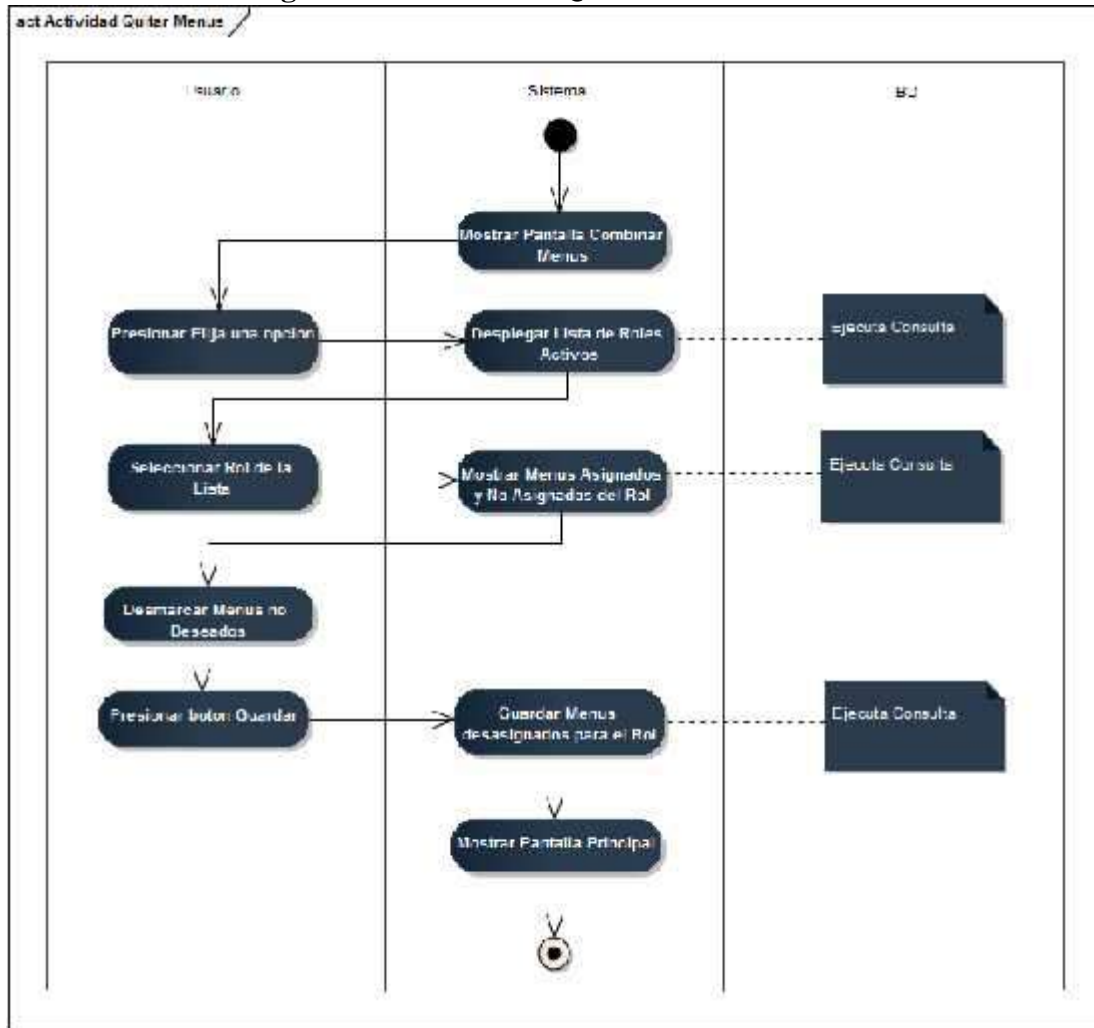 act Actividad Quitar Menus
Usuario
Sistema
BD
Mostrar Pantalla Combinar
Menus
Presionar Elija una opcion
Desplegar Lista de Roles
Activos
Ejecuta Consulta
Seleccionar Rol de la
Lista
Mostrar Menus Asignados
y No Asignados del Rol
Ejecuta Consulta
Desmarcar Menus no
Deseados
Presionar boton Guardar
Guardar Menus
desasignados para el Rol
Ejecuta Consulta
Mostrar Pantalla Principal